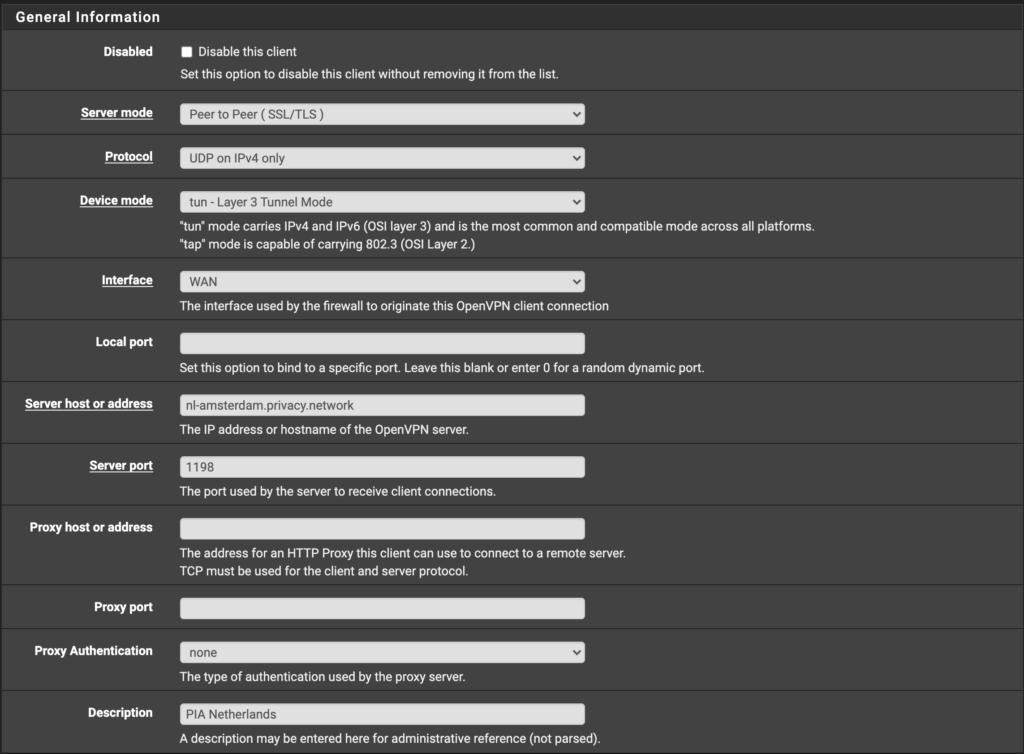 General Information
Disabled
Disable this client
Set this option to disable this client without removing it from the list.
Server mode
Peer to Peer ( SSL/TLS )
Protocol
UDP on IPv4 only
Device mode
tun - Layer 3 Tunnel Mode
"tun" mode carries IPv4 and IPv6 (OSI layer 3) and is the most common and compatible mode across all platforms.
"tap" mode is capable of carrying 802.3 (OSI Layer 2.)
Interface
WAN
The interface used by the firewall to originate this OpenVPN client connection
Local port
Set this option to bind to a specific port. Leave this blank or enter 0 for a random dynamic port.
Server host or address
nl-amsterdam.privacy.network
The IP address or hostname of the OpenVPN server.
Server port
1198
The port used by the server to receive client connections.
Proxy host or address
The address for an HTTP Proxy this client can use to connect to a remote server.
TCP must be used for the client and server protocol.
Proxy port
Proxy Authentication
none
The type of authentication used by the proxy server.
Description
PIA Netherlands
A description may be entered here for administrative reference (not parsed).